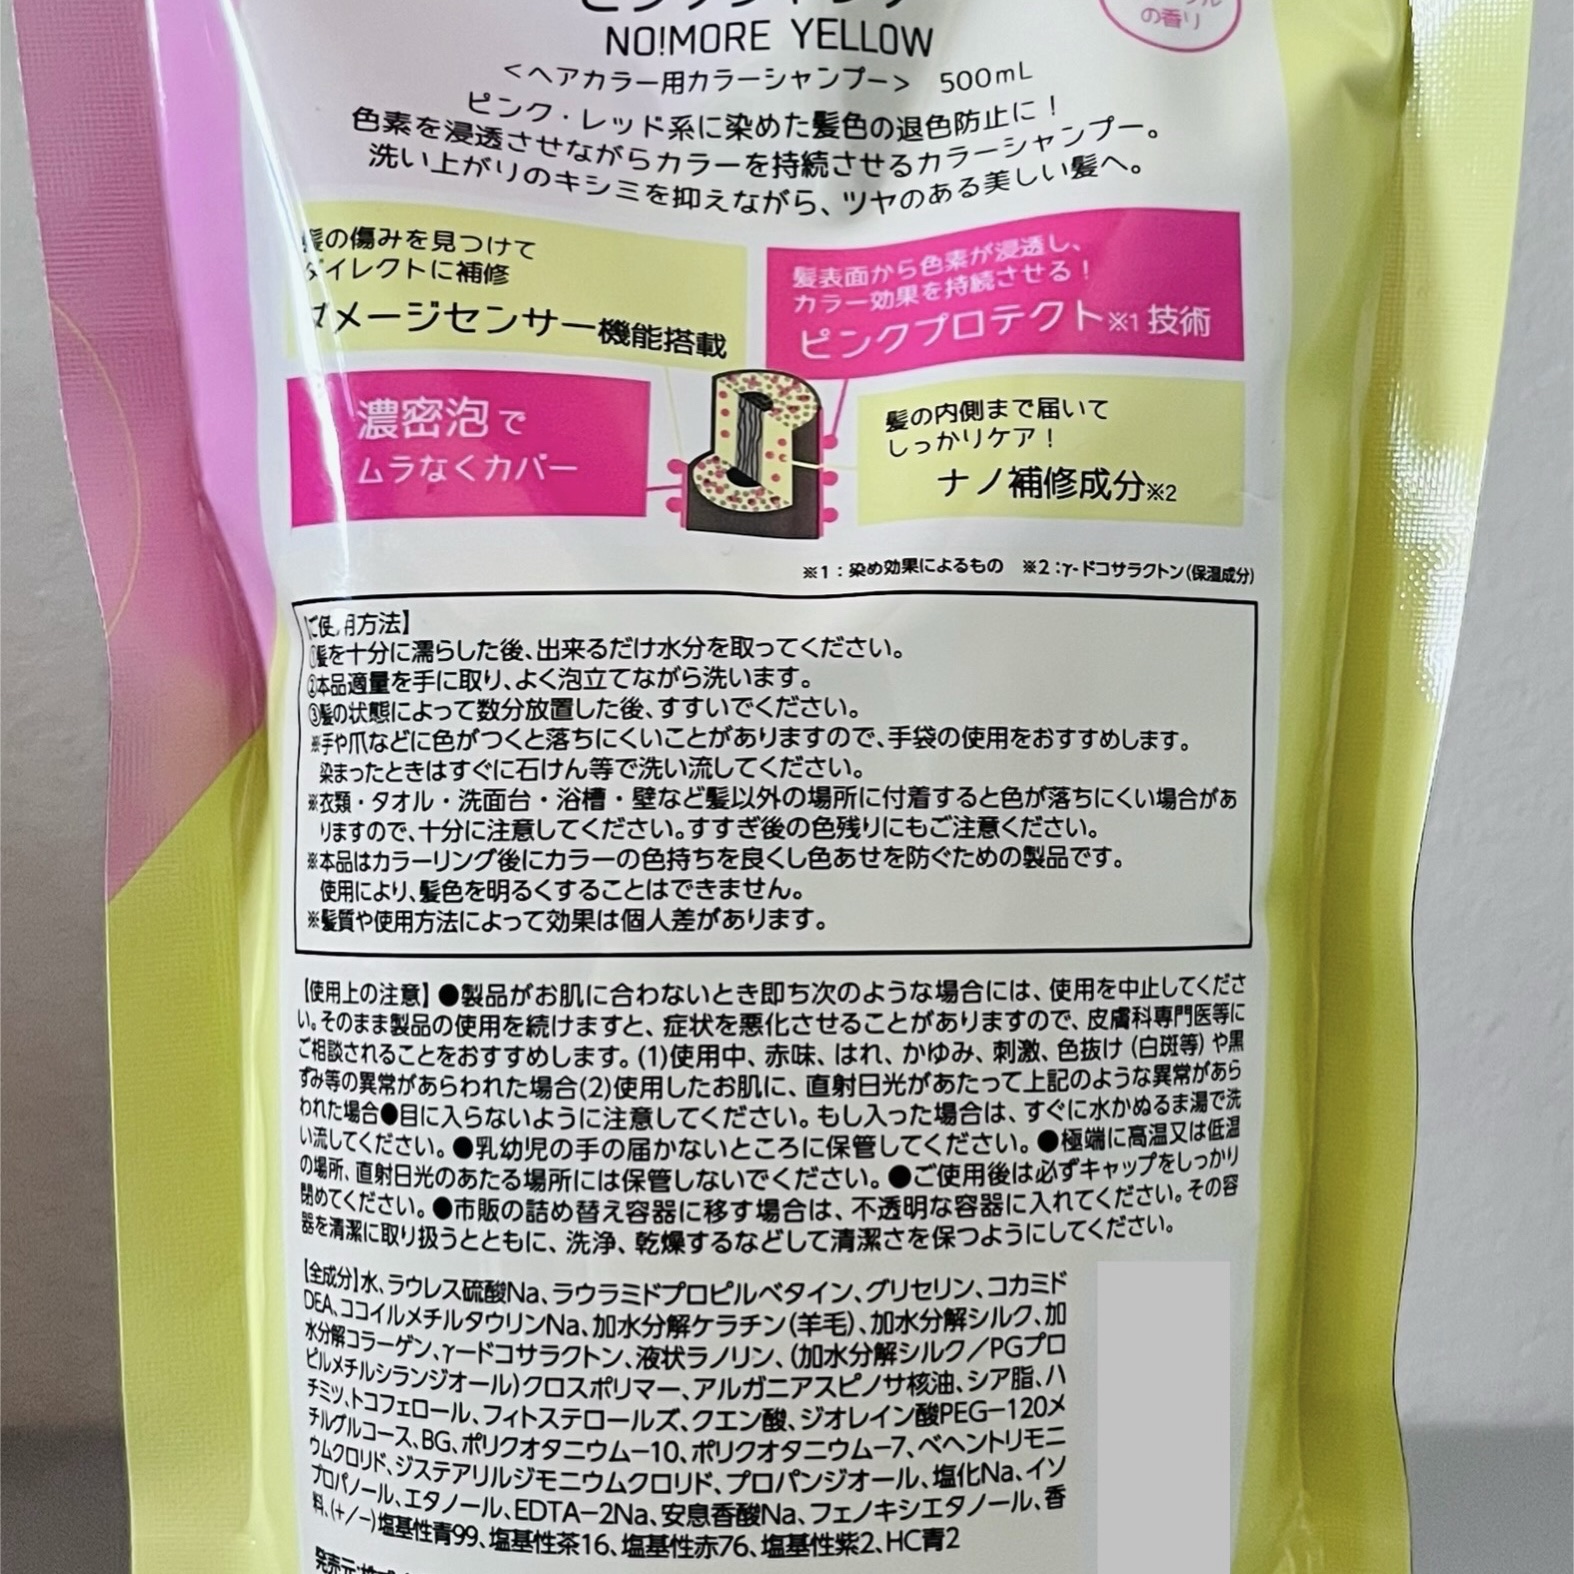 NO!MORE YELLOW
の香り
＜ヘアカラー用カラーシャンプー＞ 500mL
ピンク・レッド系に染めた髪色の退色防止に！
色素を浸透させながらカラーを持続させるカラーシャンプー。
洗い上がりのキシミを抑えながら、ツヤのある美しい髪へ。
髪の傷みを見つけて
ダイレクトに補修
ダメージセンサー機能搭載
髪表面から色素が浸透し、
カラー効果を持続させる！
ピンクプロテクト※1技術
濃密泡で
ムラなくカバー
髪の内側まで届いて
しっかりケア！
ナノ補修成分※2
※1：染め効果によるもの ※2：γ-ドコサラクトン（保湿成分）
【ご使用方法】
①髪を十分に濡らした後、出来るだけ水分を取ってください。
②本品適量を手に取り、よく泡立てながら洗います。
③髪の状態によって数分放置した後、すすいでください。
※手や爪などに色がつくと落ちにくいことがありますので、手袋の使用をおすすめします。
染まったときはすぐに石けん等で洗い流してください。
※衣類・タオル・洗面台・浴槽・壁など髪以外の場所に付着すると色が落ちにくい場合があ
りますので、十分に注意してください。すすぎ後の色残りにもご注意ください。
※本品はカラーリング後にカラーの色持ちを良くし色あせを防ぐための製品です。
使用により、髪色を明るくすることはできません。
※髪質や使用方法によって効果は個人差があります。
【使用上の注意】●製品がお肌に合わないとき即ち次のような場合には、使用を中止してくださ
い。そのまま製品の使用を続けますと、症状を悪化させることがありますので、皮膚科専門医等に
ご相談されることをおすすめします。(1)使用中、赤味、はれ、かゆみ、刺激、色抜け（白斑等）や黒
ずみ等の異常があらわれた場合(2)使用したお肌に、直射日光があたって上記のような異常があら
われた場合●目に入らないように注意してください。もし入った場合は、すぐに水かぬるま湯で洗
い流してください。●乳幼児の手の届かないところに保管してください。●極端に高温又は低温
の場所、直射日光のあたる場所には保管しないでください。●ご使用後は必ずキャップをしっかり
閉めてください。●市販の詰め替え容器に移す場合は、不透明な容器に入れてください。その容
器を清潔に取り扱うとともに、洗浄、乾燥するなどして清潔さを保つようにしてください。
【全成分】水、ラウレス硫酸Na、ラウラミドプロピルベタイン、グリセリン、コカミド
DEA、ココイルメチルタウリンNa、加水分解ケラチン（羊毛）、加水分解シルク、加
水分解コラーゲン、γードコサラクトン、液状ラノリン、（加水分解シルク／PGプロ
ピルメチルシランジオール）クロスポリマー、アルガニアスピノサ核油、シア脂、ハ
チミツ、トコフェロール、フィトステロールズ、クエン酸、ジオレイン酸PEG－120メ
チルグルコース、BG、ポリクオタニウム－10、ポリクオタニウム－7、ベヘントリモニ
ウムクロリド、ジステアリルジモニウムクロリド、プロパンジオール、塩化Na、イソ
プロパノール、エタノール、EDTA－2Na、安息香酸Na、フェノキシエタノール、香
料、（＋／－）塩基性青99、塩基性茶16、塩基性赤76、塩基性紫2、HC青2
発売元: